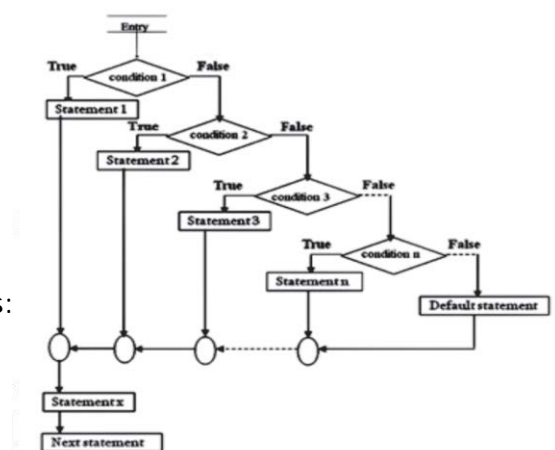 Entry
True
False
condition 1
Statement 1
True
condition 2
False
Statement 2
True
condition 3
False
Statement3
True
condition n
False
Statement n
Default statement
s:
Statement x
Next statement